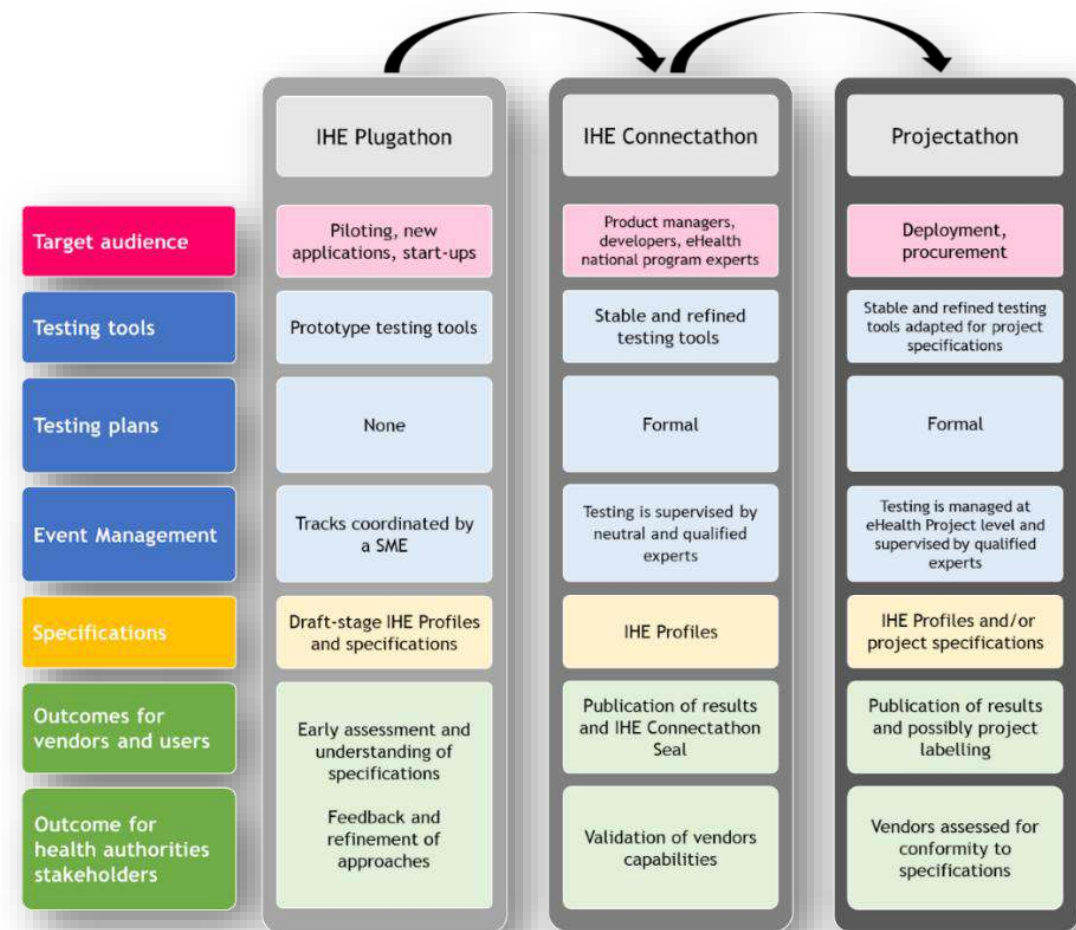 IHE Plugathon
IHE Connectathon
Projectathon
Target audience
Piloting, new
applications, start-ups
Product managers,
developers, eHealth
national program experts
Deployment,
procurement
Testing tools
Prototype testing tools
Stable and refined
testing tools
Stable and refined testing
tools adapted for project
specifications
Testing plans
None
Formal
Formal
Event Management
Tracks coordinated by
a SME
Testing is supervised by
neutral and qualified
experts
Testing is managed at
eHealth Project level and
supervised by qualified
experts
Specifications
Draft-stage IHE Profiles
and specifications
IHE Profiles
IHE Profiles and/or
project specifications
Outcomes for
vendors and users
Early assessment and
understanding of
specifications
Feedback and
refinement of
approaches
Publication of results
and IHE Connectathon
Seal
Publication of results
and possibly project
labelling
Outcome for
health authorities
stakeholders
Validation of vendors
capabilities
Vendors assessed for
conformity to
specifications